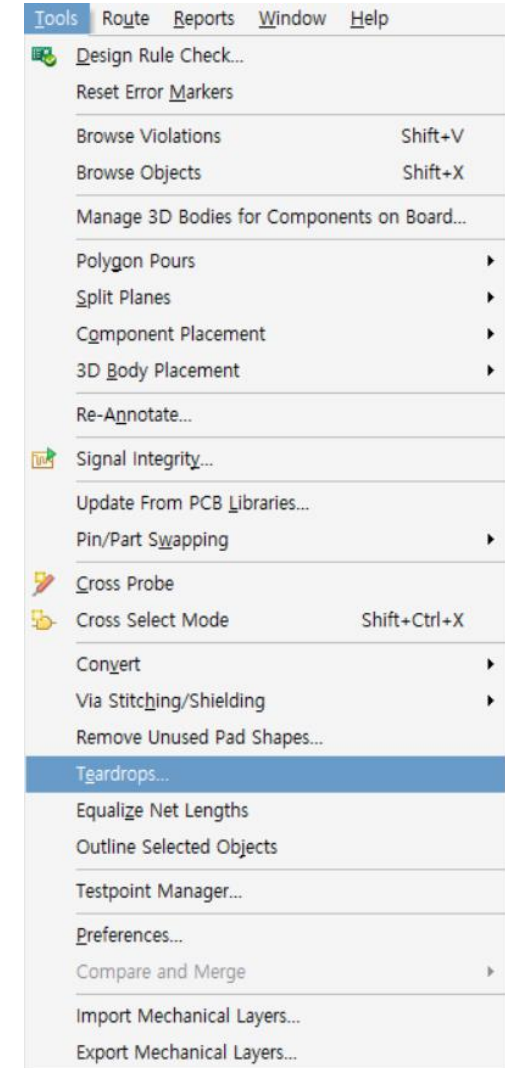 Tools Route Reports Window Help
Design Rule Check...
Reset Error Markers
Browse Violations Shift+V
Browse Objects Shift+X
Manage 3D Bodies for Components on Board...
Polygon Pours
Split Planes
Component Placement
3D Body Placement
Re-Annotate...
Signal Integrity...
Update From PCB Libraries...
Pin/Part Swapping
Cross Probe
Cross Select Mode Shift+Ctrl+X
Convert
Via Stitching/Shielding
Remove Unused Pad Shapes...
Teardrops...
Equalize Net Lengths
Outline Selected Objects
Testpoint Manager...
Preferences...
Compare and Merge
Import Mechanical Layers...
Export Mechanical Layers...